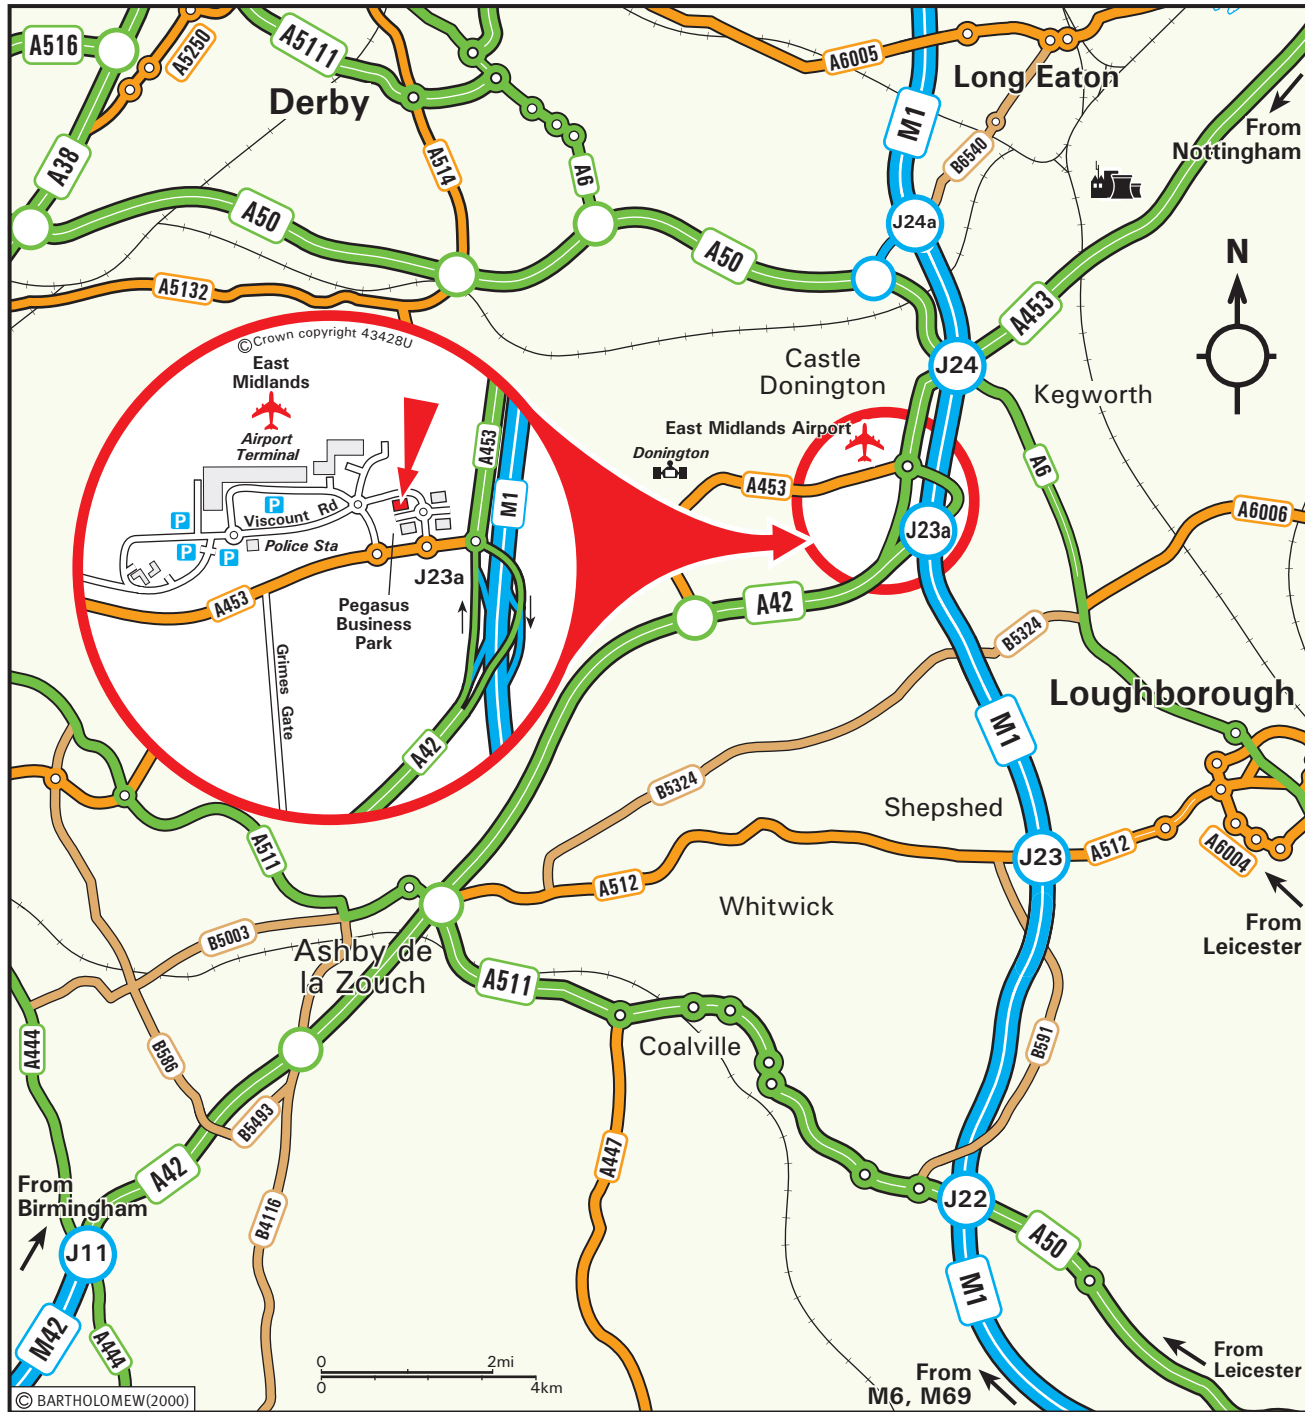 A516
A5250
A5111
A6005
Long Eaton
Derby
M1
From
Nottingham
A38
A514
A6
B6540
A50
J24a
A50
N
A5132
A453
© Crown copyright 43428U
East
Midlands
Castle
Donington
J24
Kegworth
Airport
Terminal
East Midlands Airport
Donington
A453
A453
A6
M1
P
P
Viscount Rd
A6006
J23a
P
P
Police Sta
J23a
A453
Pegasus
Business
Park
A42
B5324
Grimes Gate
Loughborough
M1
A42
B5324
Shepshed
A511
J23
A512
A6004
A512
Whitwick
From
Leicester
B5003
Ashby de
la Zouch
A511
A444
B586
Coalville
B591
B5493
A447
A42
From
Birmingham
B4116
J22
J11
A50
M1
M42
A444
From
Leicester
0 2mi
0 4km
From
M6, M69
© BARTHOLOMEW(2000)